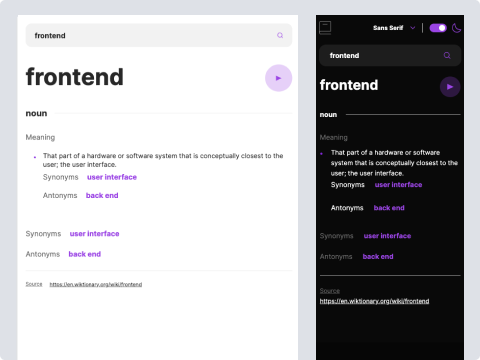 frontend
frontend
noun
Meaning
That part of a hardware or software system that is conceptually closest to the
user; the user interface.
Synonyms user interface
Antonyms back end
Synonyms user interface
Antonyms back end
Source https://en.wiktionary.org/wiki/frontend
Sans Serif
frontend
frontend
noun
Meaning
That part of a hardware or software
system that is conceptually closest to the
user; the user interface.
Synonyms user interface
Antonyms back end
Synonyms user interface
Antonyms back end
Source
https://en.wiktionary.org/wiki/frontend